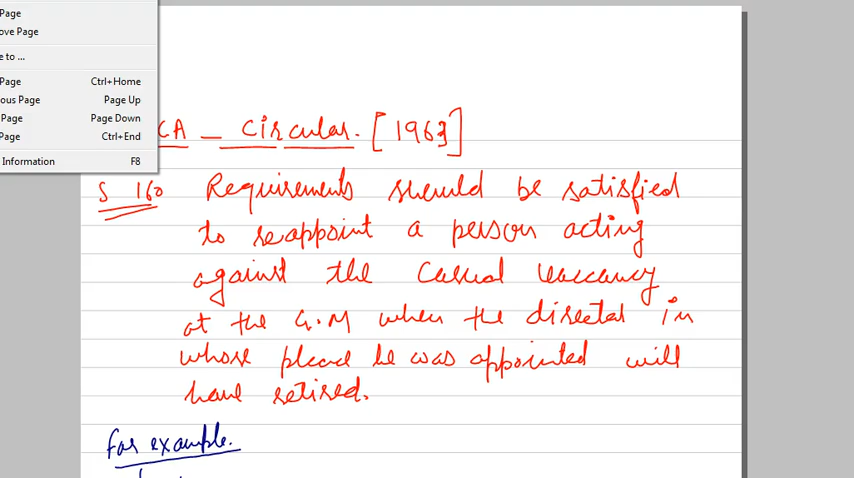 Page
ove Page
e to ...
Page Ctrl+Home
ous Page Page Up
Page Page Down
Page Ctrl+End
Information F8
CA - Circular. [1963]
S 160 Requirements should be satisfied
to reappoint a person acting
against the Casual vaccancy
at the G.M when the director in
whose place he was appointed will
have retired.
For example.